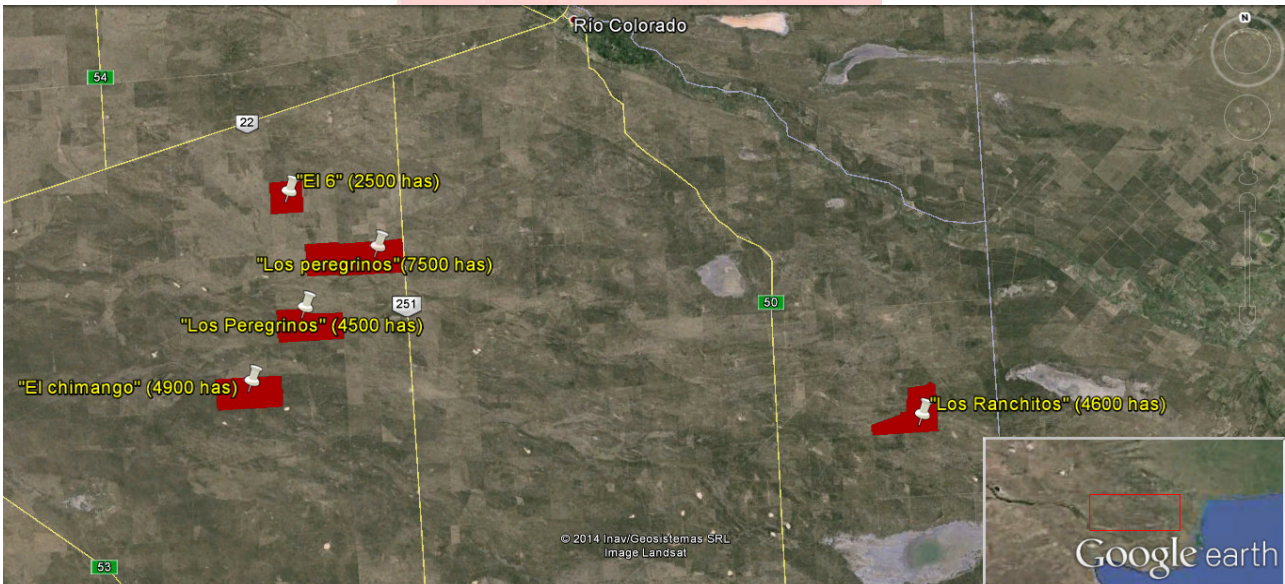 Río Colorado
N
54
22
"El 6" (2500 has)
"Los peregrinos"(7500 has)
251
50
"Los Peregrinos" (4500 has)
"El chimango" (4900 has)
"Los Ranchitos" (4600 has)
© 2014 Inav/Geosistemas SRL
Image Landsat
Google earth
53